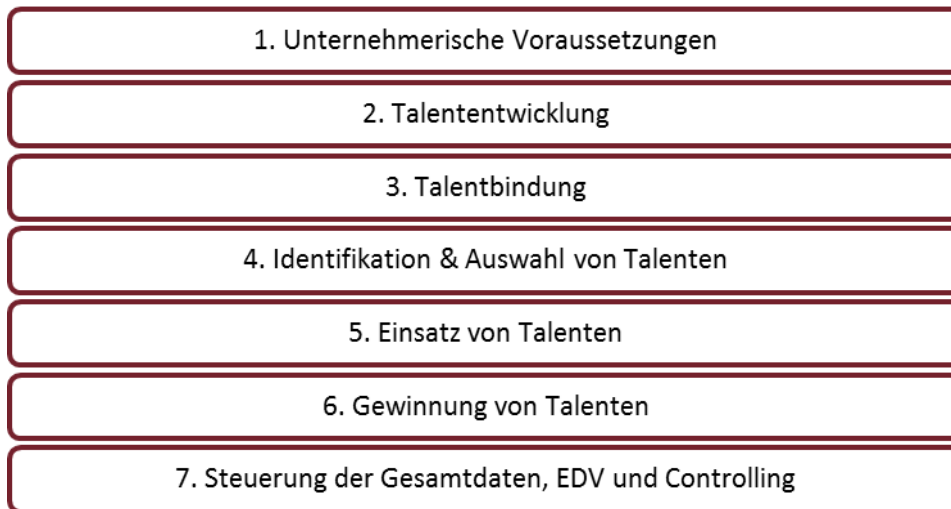 1. Unternehmerische Voraussetzungen
2. Talententwicklung
3. Talentbindung
4. Identifikation & Auswahl von Talenten
5. Einsatz von Talenten
6. Gewinnung von Talenten
7. Steuerung der Gesamtdaten, EDV und Controlling